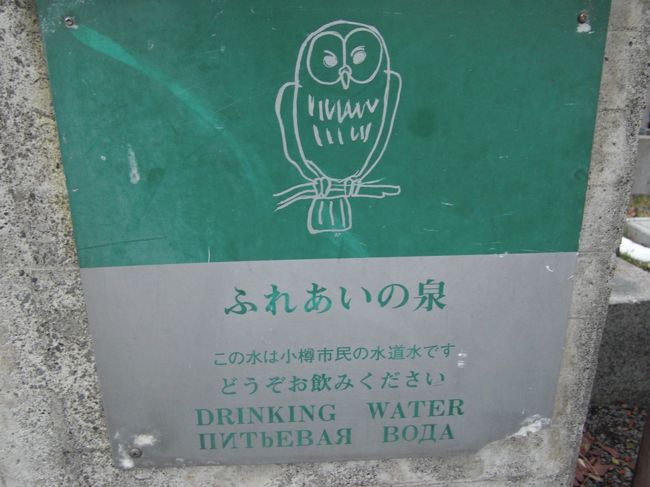 ふれあいの泉
この水は小樽市民の水道水です
どうぞお飲みください
DRINKING WATER
ПИТЬЕВАЯ ВОДА